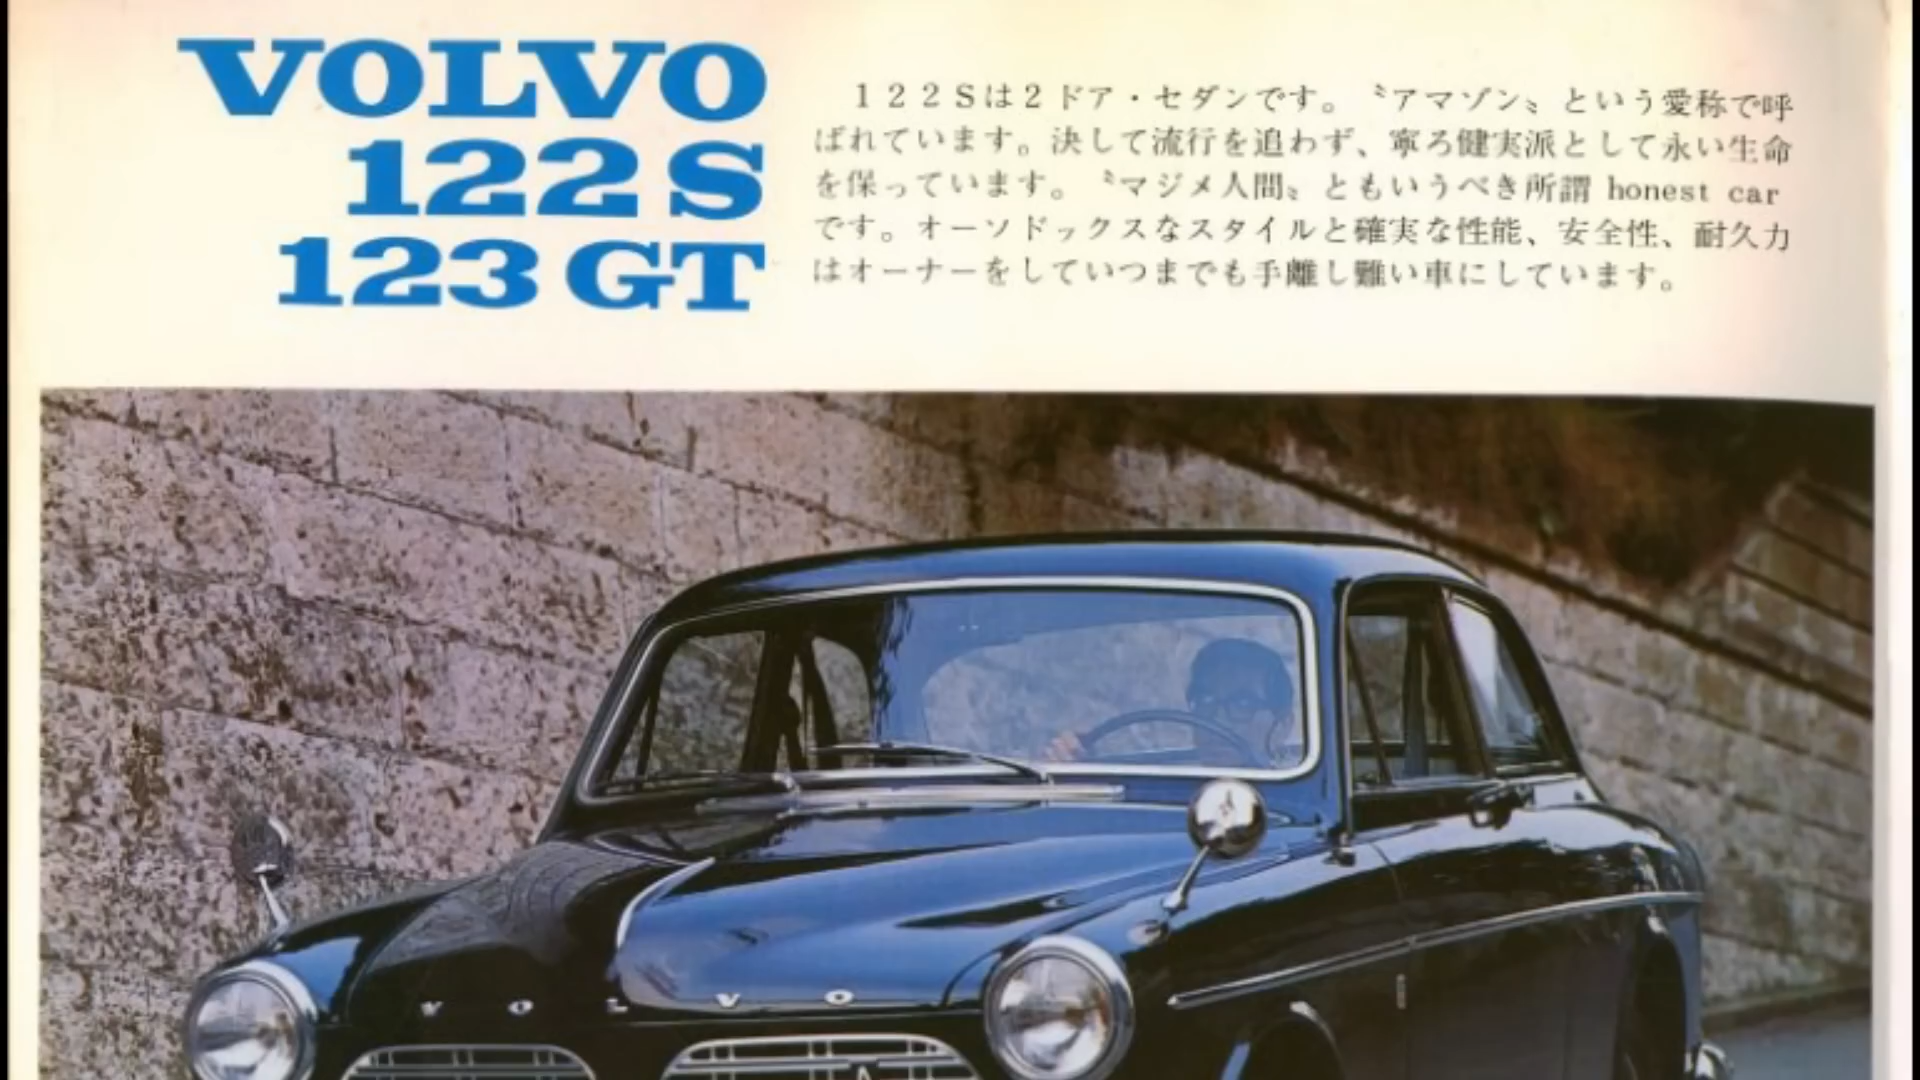 VOLVO
122 S
123 GT
122Sは2ドア・セダンです。〝アマゾン〟という愛称で呼
ばれています。決して流行を追わず、寧ろ健実派として永い生命
を保っています。〝マジメ人間〟ともいうべき所謂 honest car
です。オーソドックスなスタイルと確実な性能、安全性、耐久力
はオーナーをしていつまでも手離し難い車にしています。
VOLVO